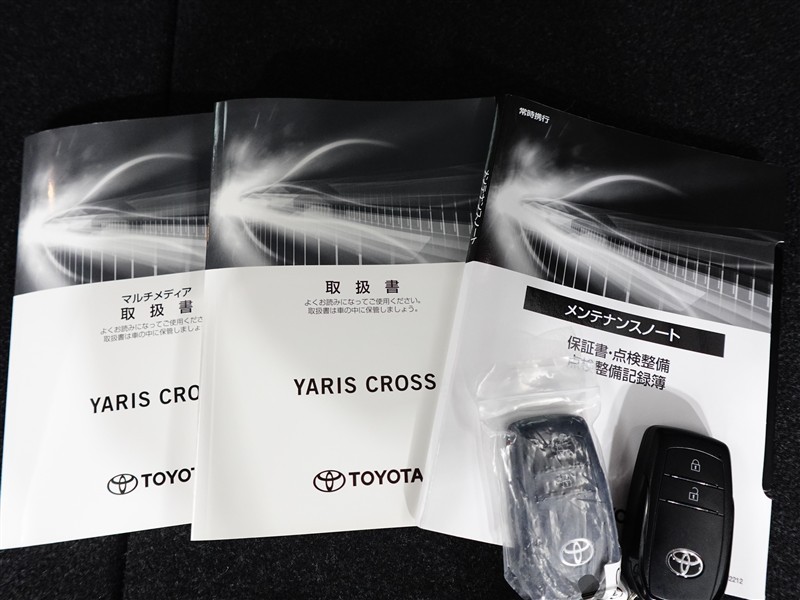 マルチメディア
取扱書
よくお読みになってご使用くださ
取扱書は車の中に保管しましょ
YARIS CRO
TOYOTA
取扱書
よくお読みになってご使用ください。
取扱書は車の中に保管しましょう。
YARIS CROSS
TOYOTA
常時携行
メンテナンスノート
メンテナンスノート
保証書・点検整備
点検整備記録簿
2212